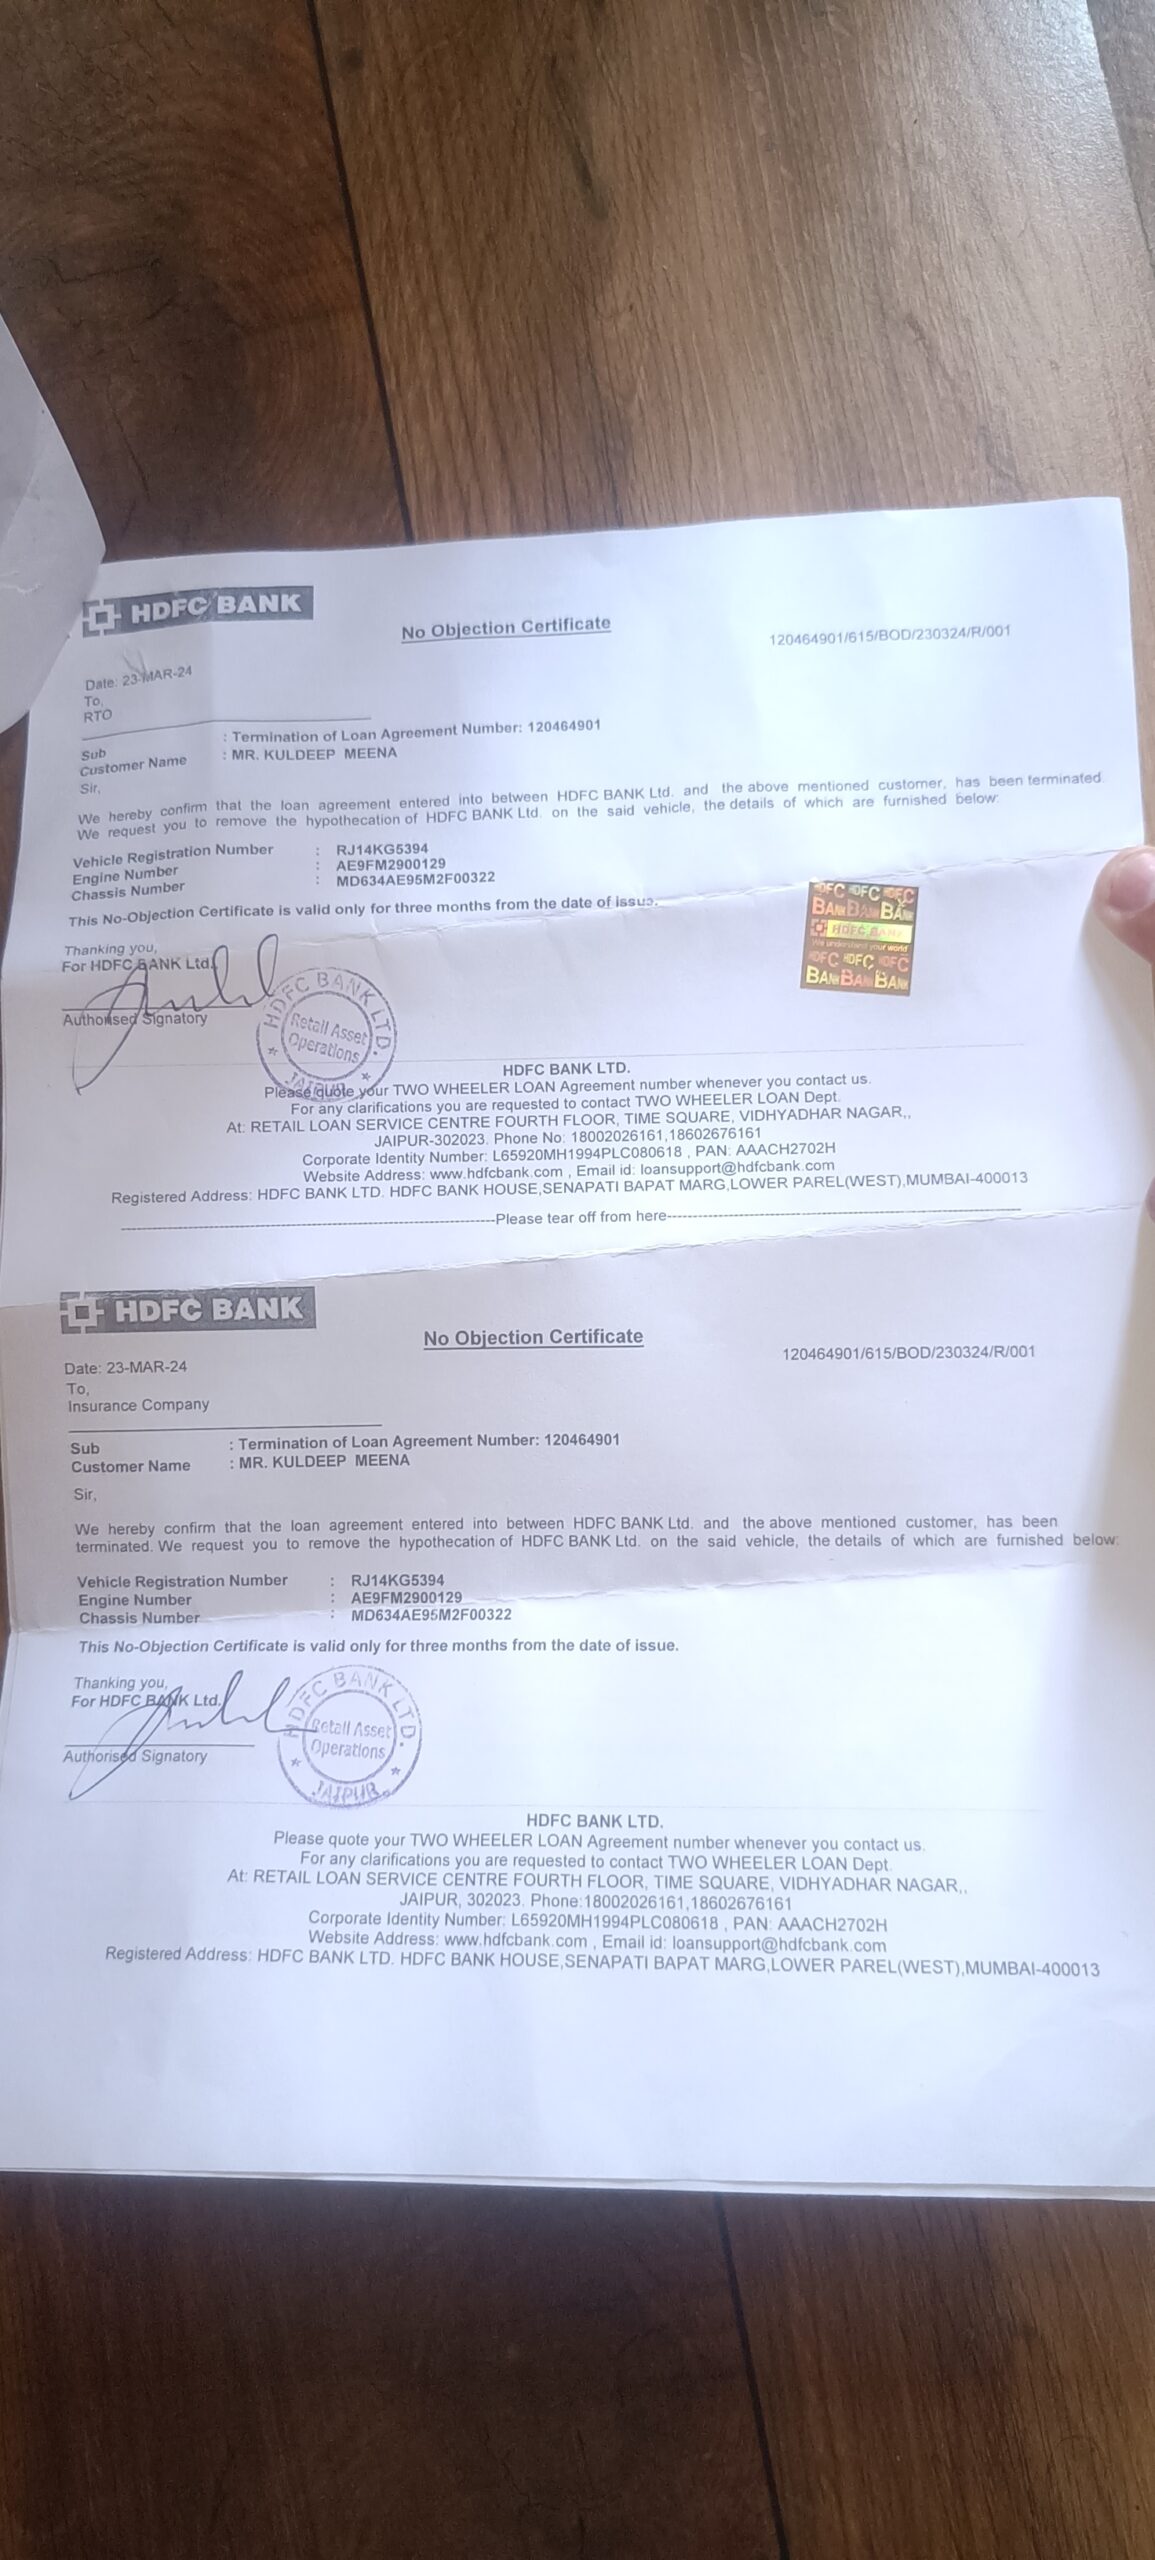 HDFC BANK
No Objection Certificate
120464901/615/BOD/230324/R/001
Date: 23-MAR-24
To,
RTO
Sub : Termination of Loan Agreement Number: 120464901
Customer Name : MR. KULDEEP MEENA
Sir,
We hereby confirm that the loan agreement entered into between HDFC BANK Ltd. and the above mentioned customer, has been terminated.
We request you to remove the hypothecation of HDFC BANK Ltd. on the said vehicle, the details of which are furnished below:
Vehicle Registration Number : RJ14KG5394
Engine Number : AE9FM2900129
Chassis Number : MD634AE95M2F00322
This No-Objection Certificate is valid only for three months from the date of issue.
HDFC HDFC HDFC
BANK BANK BANK
HDFC BANK
We understand your world
HDFC HDFC HDFC
BANK BANK BANK
Thanking you,
For HDFC BANK Ltd.
Authorised Signatory
HDFC BANK LTD.
Retail Asset
Operations
JAIPUR
HDFC BANK LTD.
Please quote your TWO WHEELER LOAN Agreement number whenever you contact us.
For any clarifications you are requested to contact TWO WHEELER LOAN Dept.
At: RETAIL LOAN SERVICE CENTRE FOURTH FLOOR, TIME SQUARE, VIDHYADHAR NAGAR,,
JAIPUR-302023. Phone No: 18002026161,18602676161
Corporate Identity Number: L65920MH1994PLC080618 , PAN: AAACH2702H
Website Address: www.hdfcbank.com , Email id: loansupport@hdfcbank.com
Registered Address: HDFC BANK LTD. HDFC BANK HOUSE,SENAPATI BAPAT MARG,LOWER PAREL(WEST),MUMBAI-400013
Please tear off from here
HDFC BANK
No Objection Certificate
120464901/615/BOD/230324/R/001
Date: 23-MAR-24
To,
Insurance Company
Sub : Termination of Loan Agreement Number: 120464901
Customer Name : MR. KULDEEP MEENA
Sir,
We hereby confirm that the loan agreement entered into between HDFC BANK Ltd. and the above mentioned customer, has been
terminated. We request you to remove the hypothecation of HDFC BANK Ltd. on the said vehicle, the details of which are furnished below:
Vehicle Registration Number : RJ14KG5394
Engine Number : AE9FM2900129
Chassis Number : MD634AE95M2F00322
This No-Objection Certificate is valid only for three months from the date of issue.
Thanking you,
For HDFC BANK Ltd.
Authorised Signatory
HDFC BANK LTD.
Retail Asset
Operations
JAIPUR
HDFC BANK LTD.
Please quote your TWO WHEELER LOAN Agreement number whenever you contact us.
For any clarifications you are requested to contact TWO WHEELER LOAN Dept.
At: RETAIL LOAN SERVICE CENTRE FOURTH FLOOR, TIME SQUARE, VIDHYADHAR NAGAR,,
JAIPUR, 302023. Phone:18002026161,18602676161
Corporate Identity Number: L65920MH1994PLC080618 , PAN: AAACH2702H
Website Address: www.hdfcbank.com , Email id: loansupport@hdfcbank.com
Registered Address: HDFC BANK LTD. HDFC BANK HOUSE,SENAPATI BAPAT MARG,LOWER PAREL(WEST),MUMBAI-400013